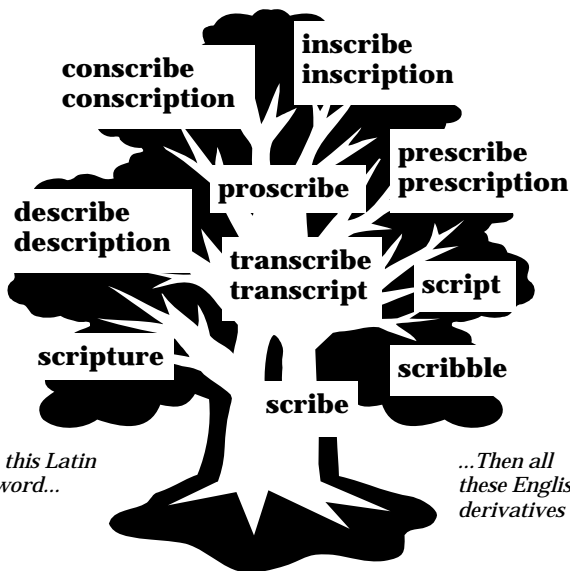 inscribe
inscription
conscribe
conscription
prescribe
prescription
proscribe
describe
description
transcribe
transcript
script
scripture
scribble
scribe
this Latin
word...
...Then all
these
derivatives